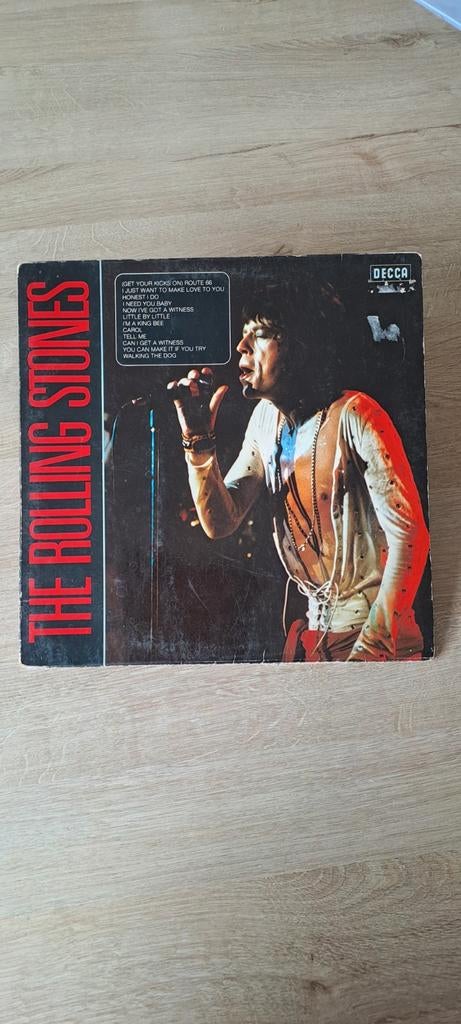 THE ROLLING STONES
(GET YOUR KICKS ON) ROUTE 66
I JUST WANT TO MAKE LOVE TO YOU
HONEST I DO
I NEED YOU BABY
NOW I'VE GOT A WITNESS
LITTLE BY LITTLE
I'M A KING BEE
CAROL
TELL ME
CAN I GET A WITNESS
YOU CAN MAKE IT IF YOU TRY
WALKING THE DOG
DECCA